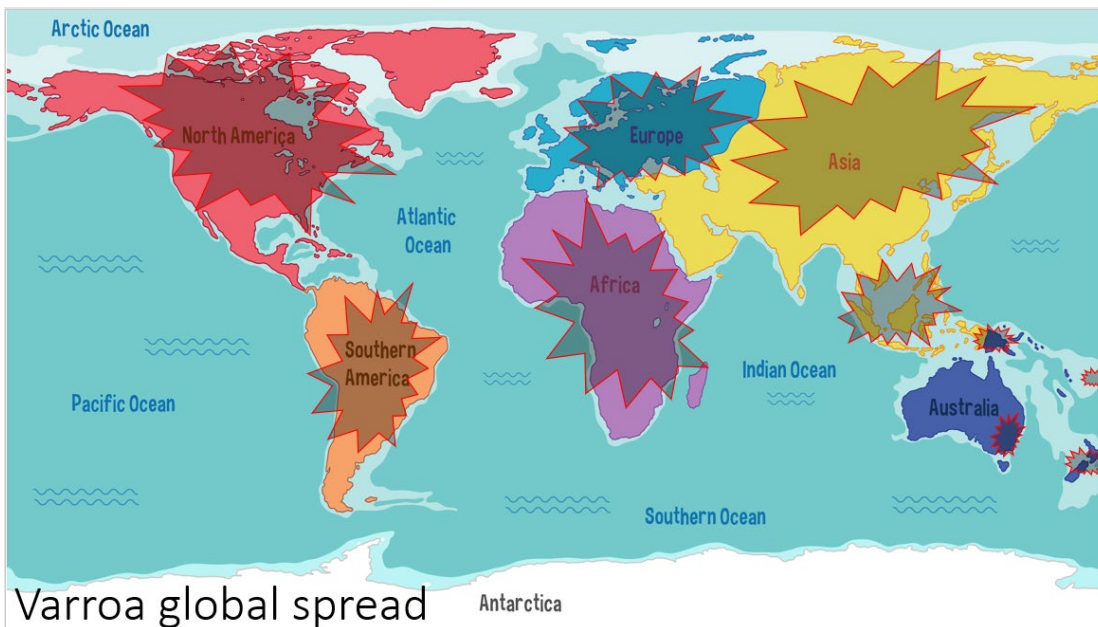 Arctic Ocean
North America
Europe
Asia
Atlantic
Ocean
Africa
Southern
America
Indian Ocean
Pacific Ocean
Australia
Southern Ocean
Varroa global spread
Antarctica